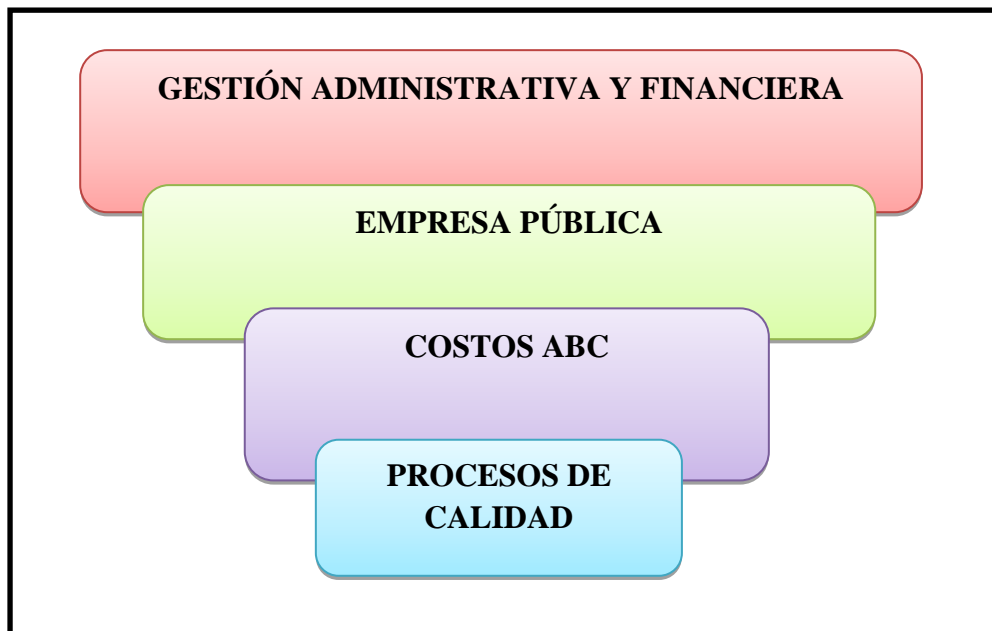 GESTIÓN ADMINISTRATIVA Y FINANCIERA
EMPRESA PÚBLICA
COSTOS ABC
PROCESOS DE
CALIDAD